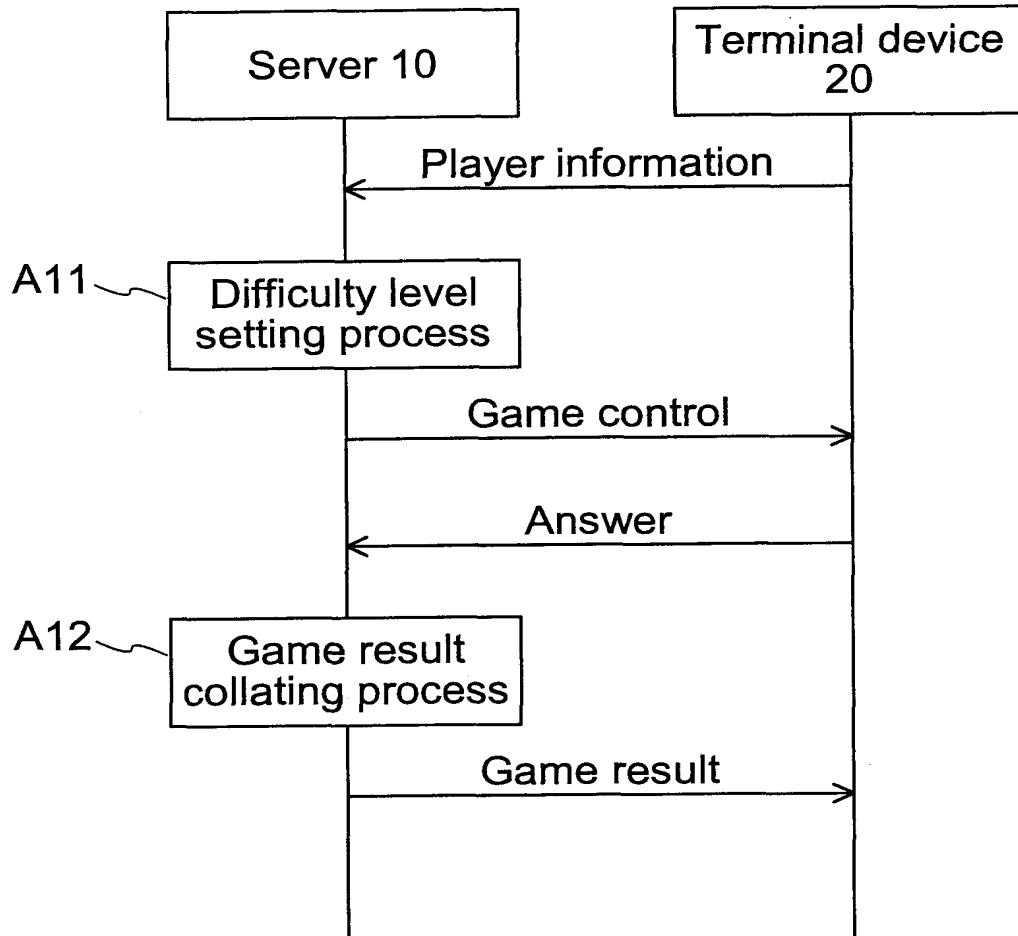 Server 10
Terminal device
20
Player information
A11
Difficulty level
setting process
Game control
Answer
A12
Game result
collating process
Game result